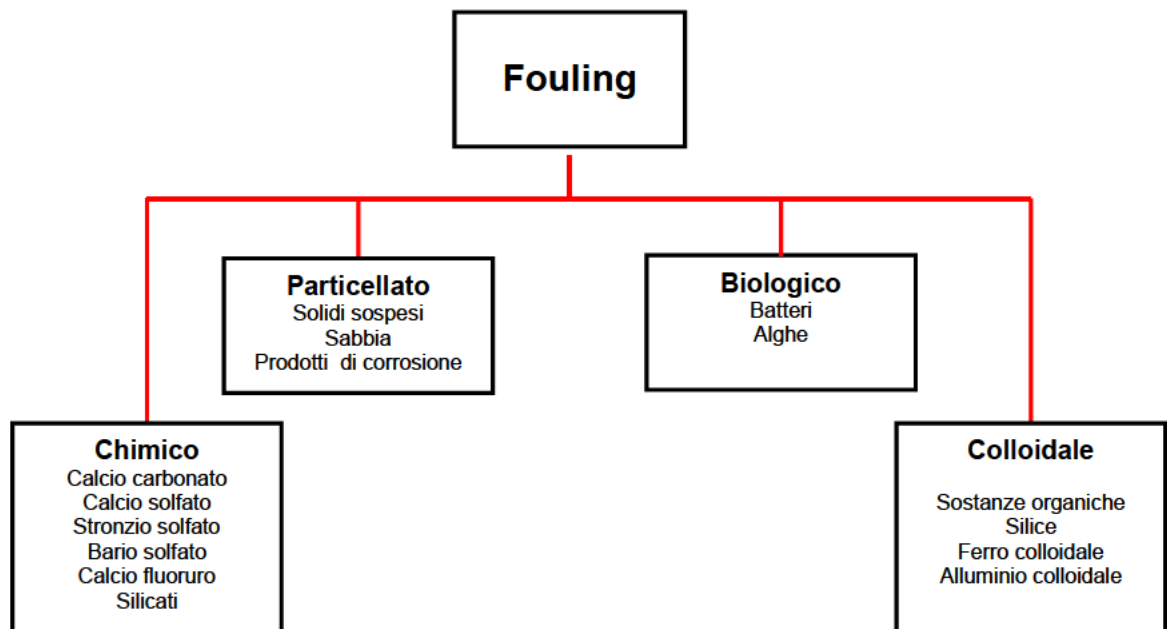 Fouling
Particellato
Solidi sospesi
Sabbia
Prodotti di corrosione
Biologico
Batteri
Alghe
Chimico
Calcio carbonato
Calcio solfato
Stronzio solfato
Bario solfato
Calcio fluoruro
Silicati
Colloidale
Sostanze organiche
Silice
Ferro colloidale
Alluminio colloidale